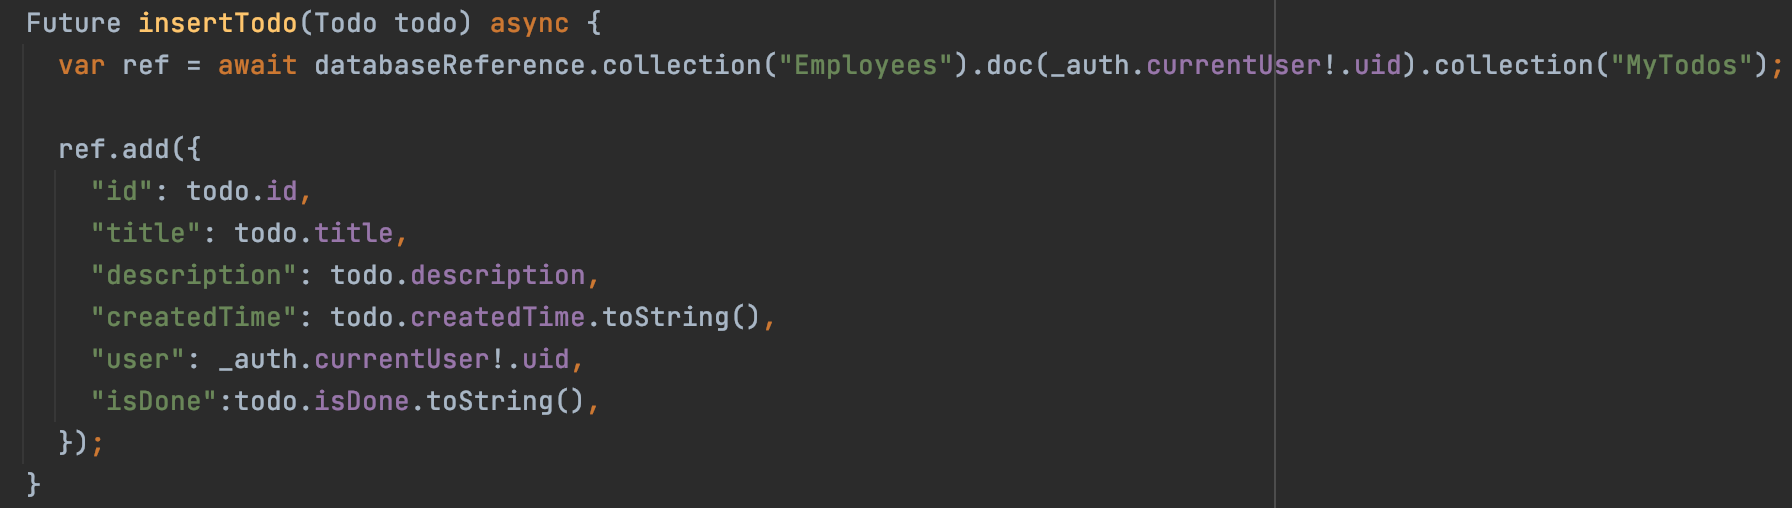 Future insertTodo(Todo todo) async {
  var ref = await databaseReference.collection("Employees").doc(_auth.currentUser!.uid).collection("MyTodos");

  ref.add({
    "id": todo.id,
    "title": todo.title,
    "description": todo.description,
    "createdTime": todo.createdTime.toString(),
    "user": _auth.currentUser!.uid,
    "isDone":todo.isDone.toString(),
  });
}